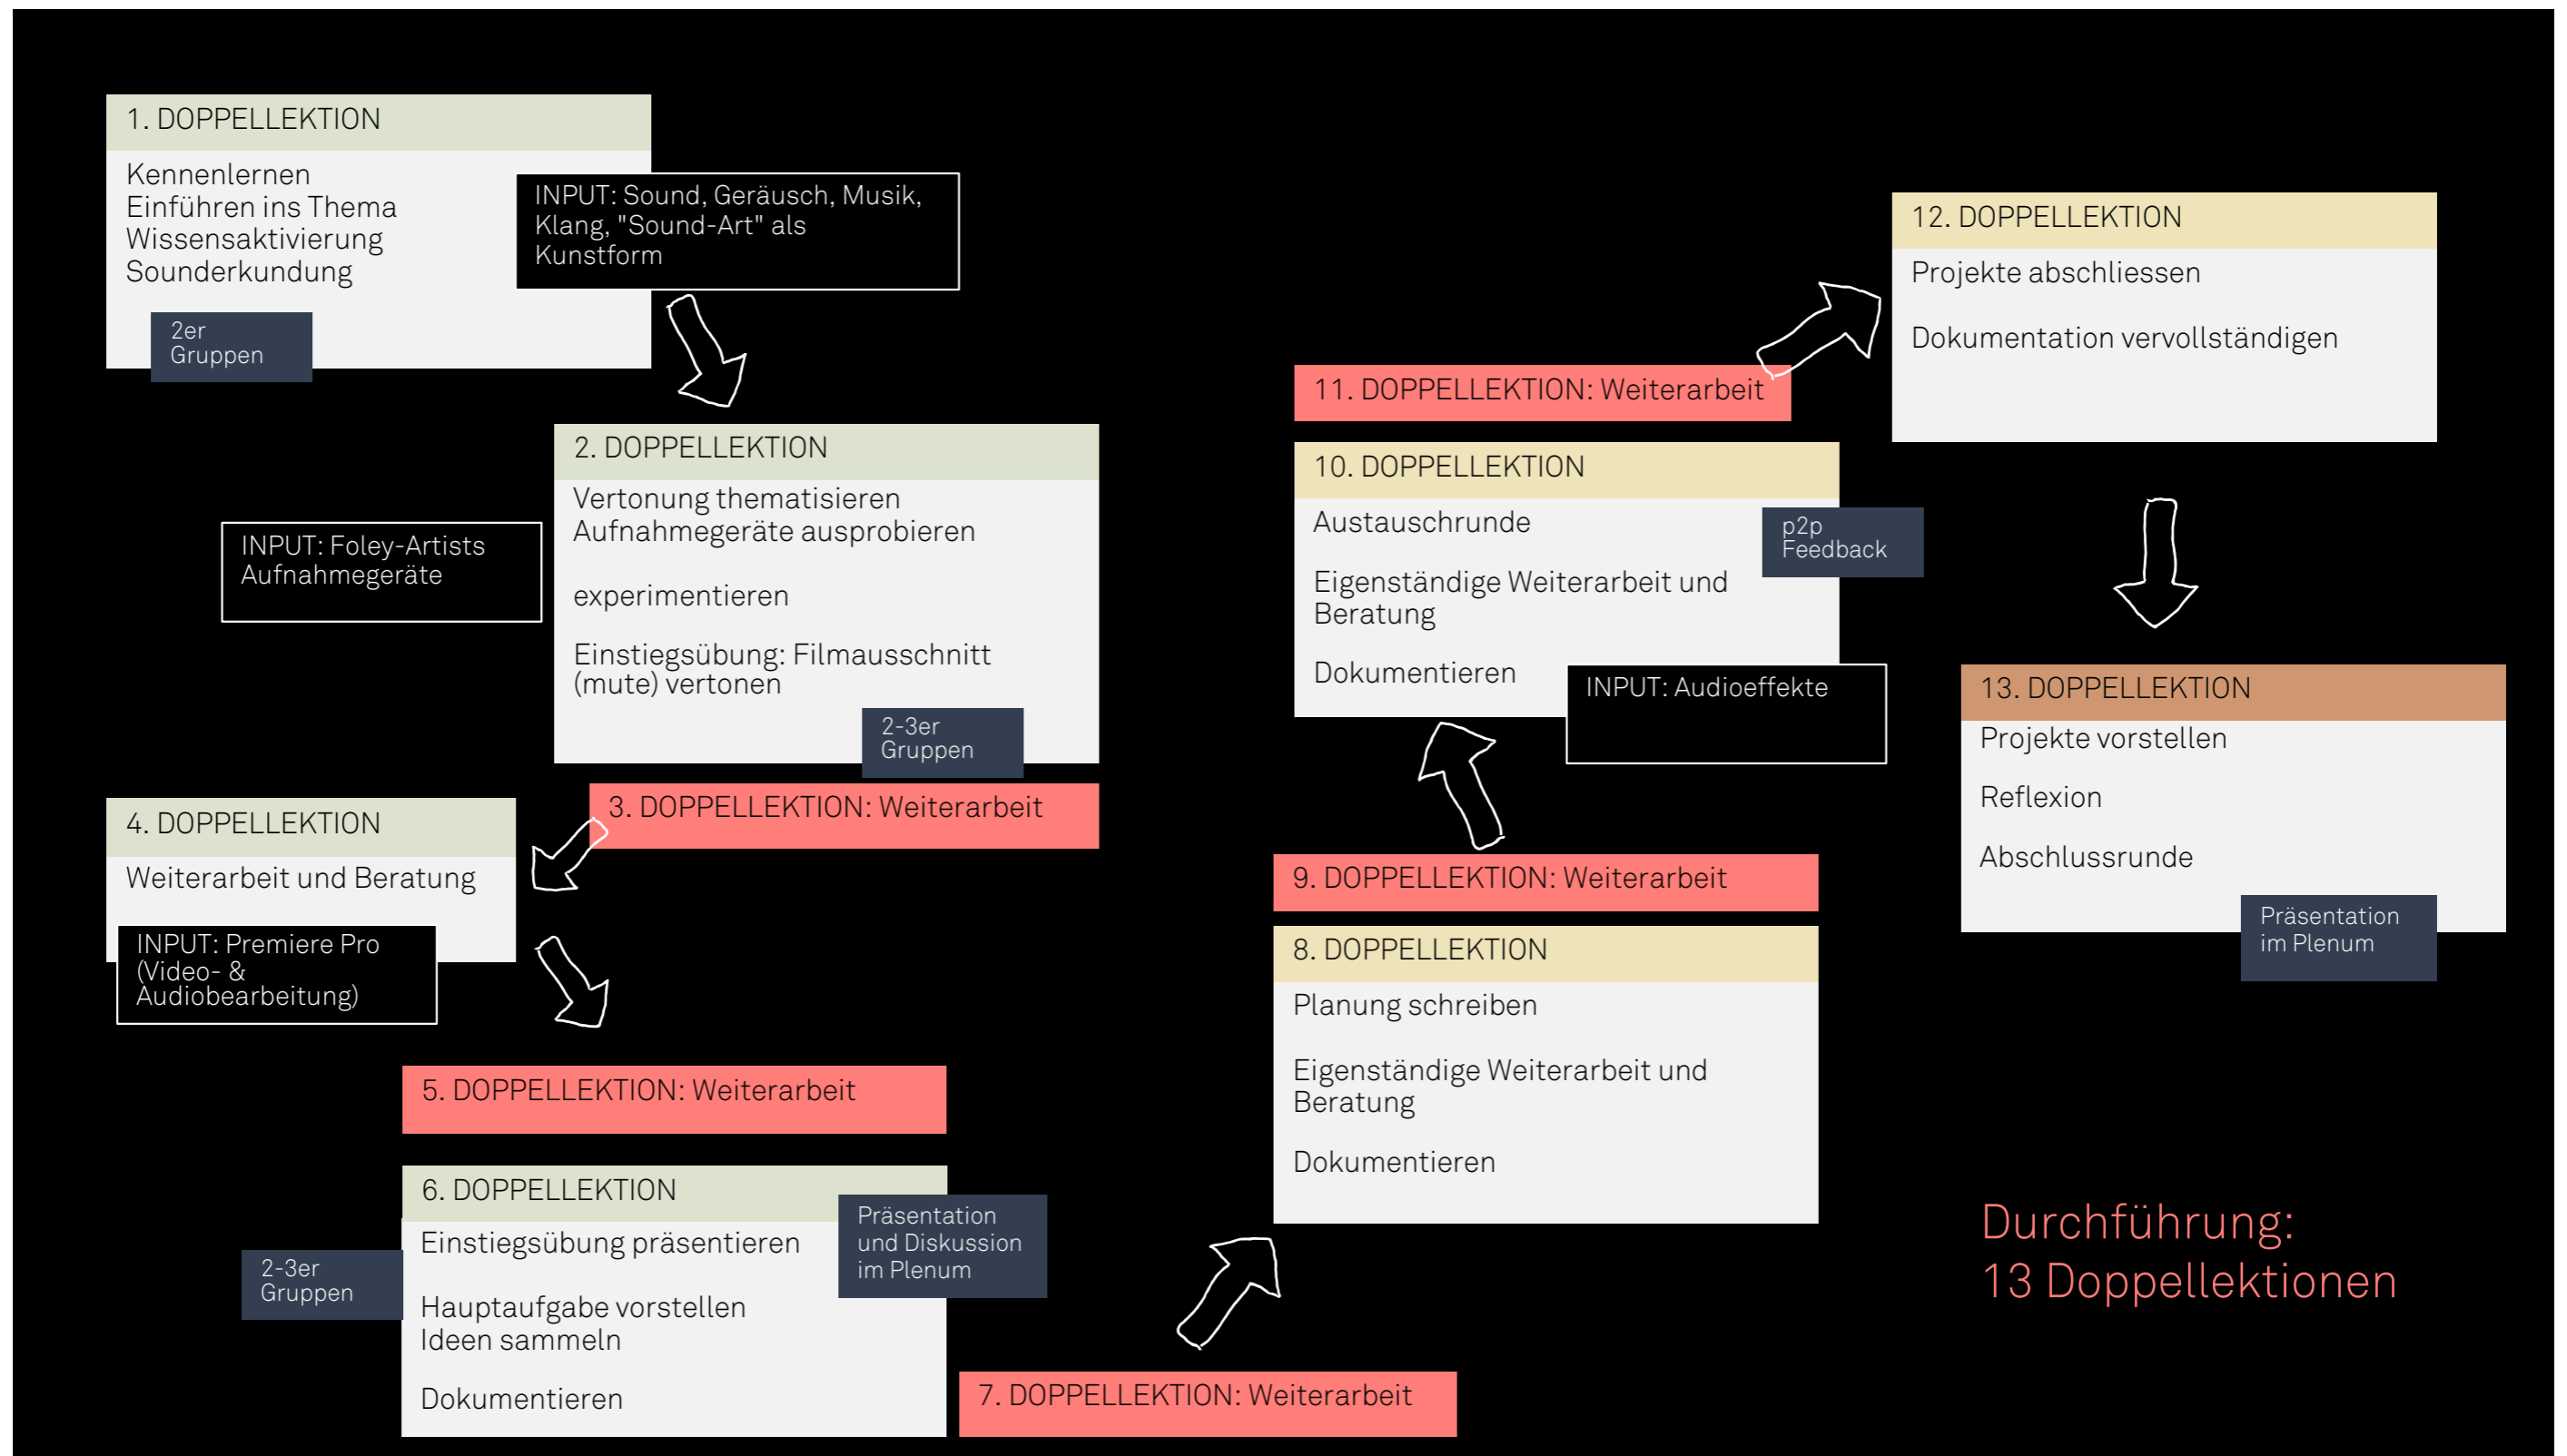 1. DOPPELLEKTION
Kennenlernen
Einführen ins Thema
Wissensaktivierung
Sounderkundung
INPUT: Sound, Geräusch, Musik,
Klang, "Sound-Art" als
Kunstform
2er
Gruppen
2. DOPPELLEKTION
Vertonung thematisieren
Aufnahmegeräte ausprobieren
experimentieren
Einstiegsübung: Filmausschnitt
(mute) vertonen
INPUT: Foley-Artists
Aufnahmegeräte
2-3er
Gruppen
3. DOPPELLEKTION: Weiterarbeit
4. DOPPELLEKTION
Weiterarbeit und Beratung
INPUT: Premiere Pro
(Video- &
Audiobearbeitung)
5. DOPPELLEKTION: Weiterarbeit
6. DOPPELLEKTION
Einstiegsübung präsentieren
Hauptaufgabe vorstellen
Ideen sammeln
Dokumentieren
2-3er
Gruppen
Präsentation
und Diskussion
im Plenum
7. DOPPELLEKTION: Weiterarbeit
8. DOPPELLEKTION
Planung schreiben
Eigenständige Weiterarbeit und
Beratung
Dokumentieren
9. DOPPELLEKTION: Weiterarbeit
10. DOPPELLEKTION
Austauschrunde
Eigenständige Weiterarbeit und
Beratung
Dokumentieren
p2p
Feedback
INPUT: Audioeffekte
11. DOPPELLEKTION: Weiterarbeit
12. DOPPELLEKTION
Projekte abschliessen
Dokumentation vervollständigen
13. DOPPELLEKTION
Projekte vorstellen
Reflexion
Abschlussrunde
Präsentation
im Plenum
Durchführung:
13 Doppellektionen